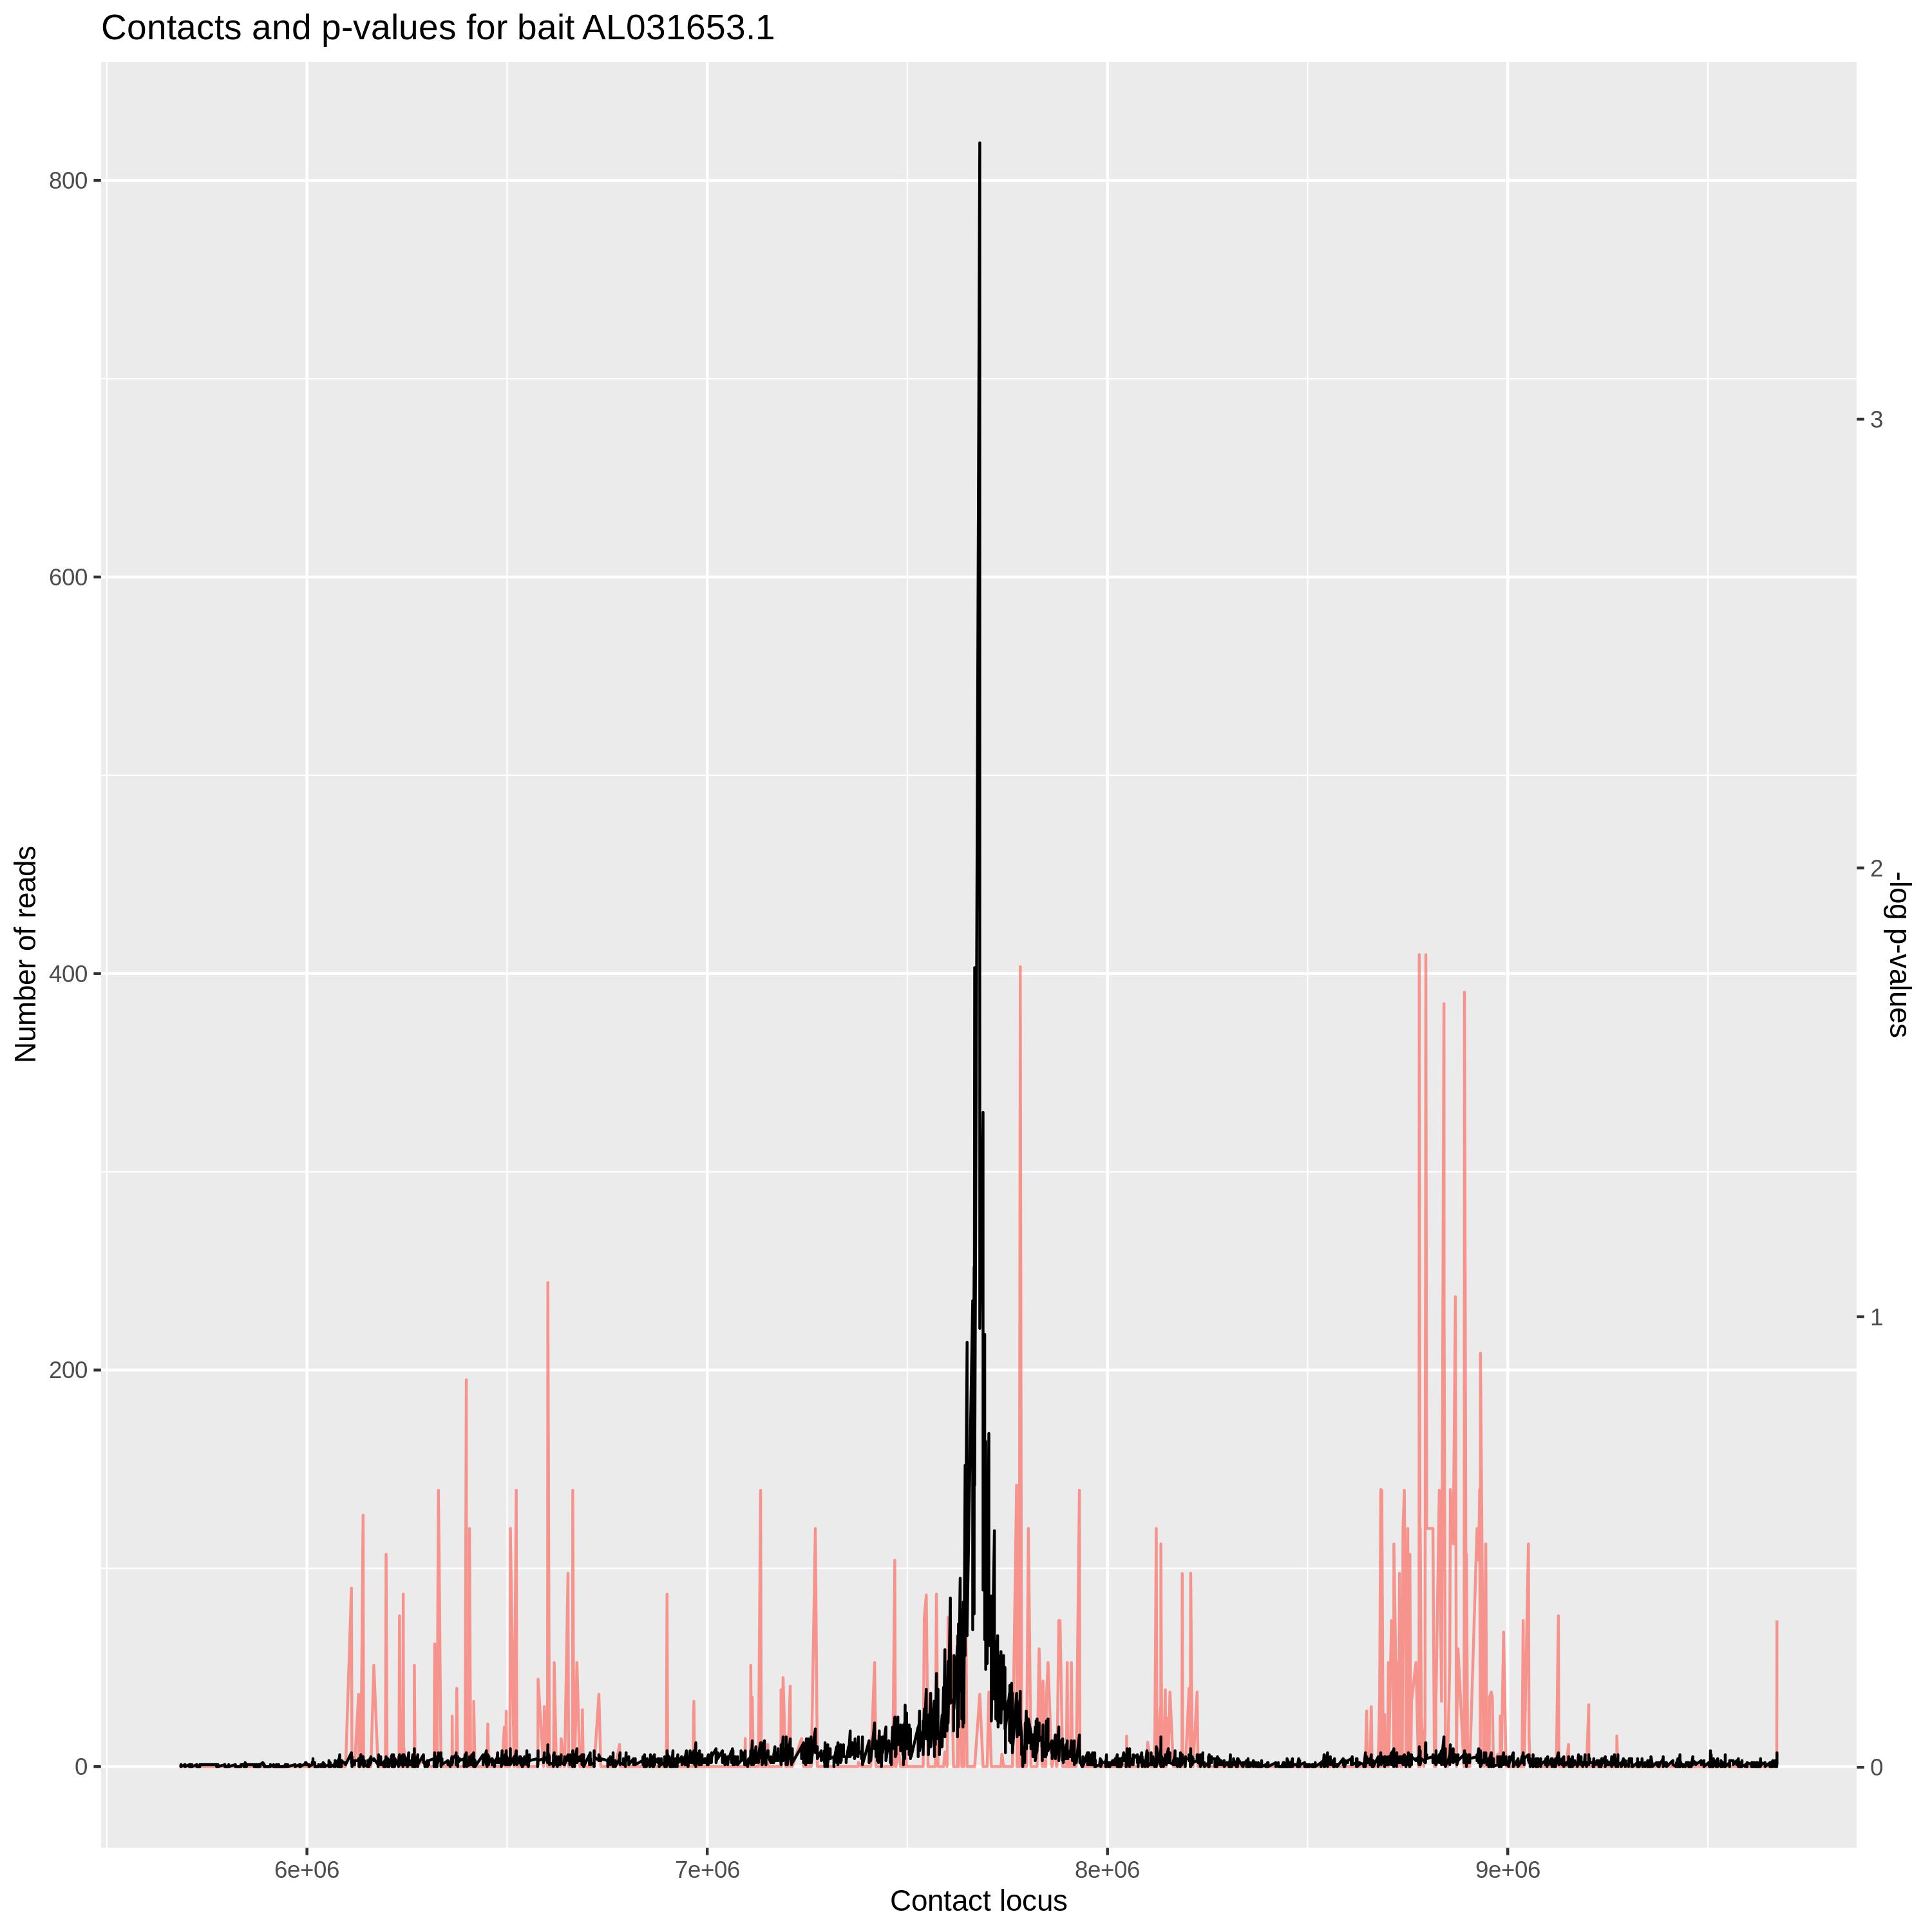 Contacts and p-values for bait AL031653.1
800
600
400
200
0
Number of reads
3
2
1
0
-log p-values
6e+06
7e+06
8e+06
9e+06
Contact locus